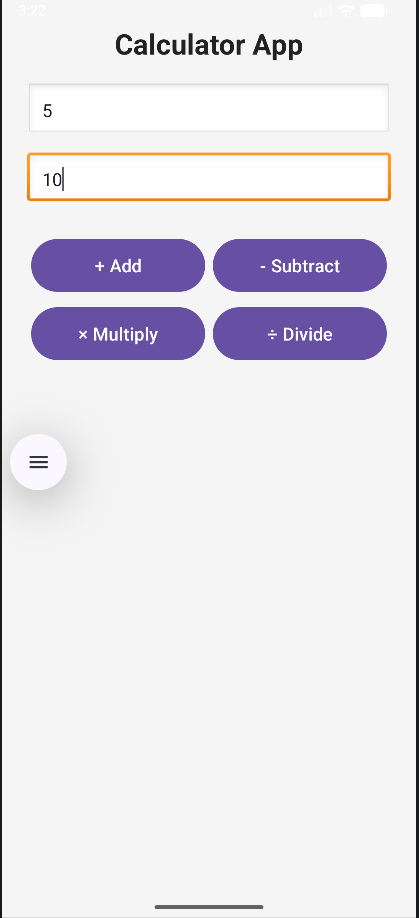 3:22
Calculator App
5
10
+ Add
- Subtract
× Multiply
÷ Divide